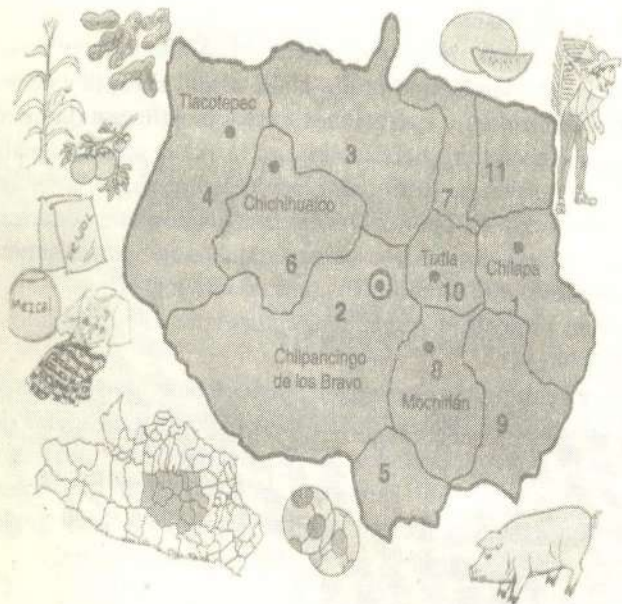 Tlacotepec
3
11
4
Chichihualco
7
Tixtla
Chilapa
6
10
1
2
Mezcal
Chilpancingo
de los Bravo
8
Mochitlán
9
5